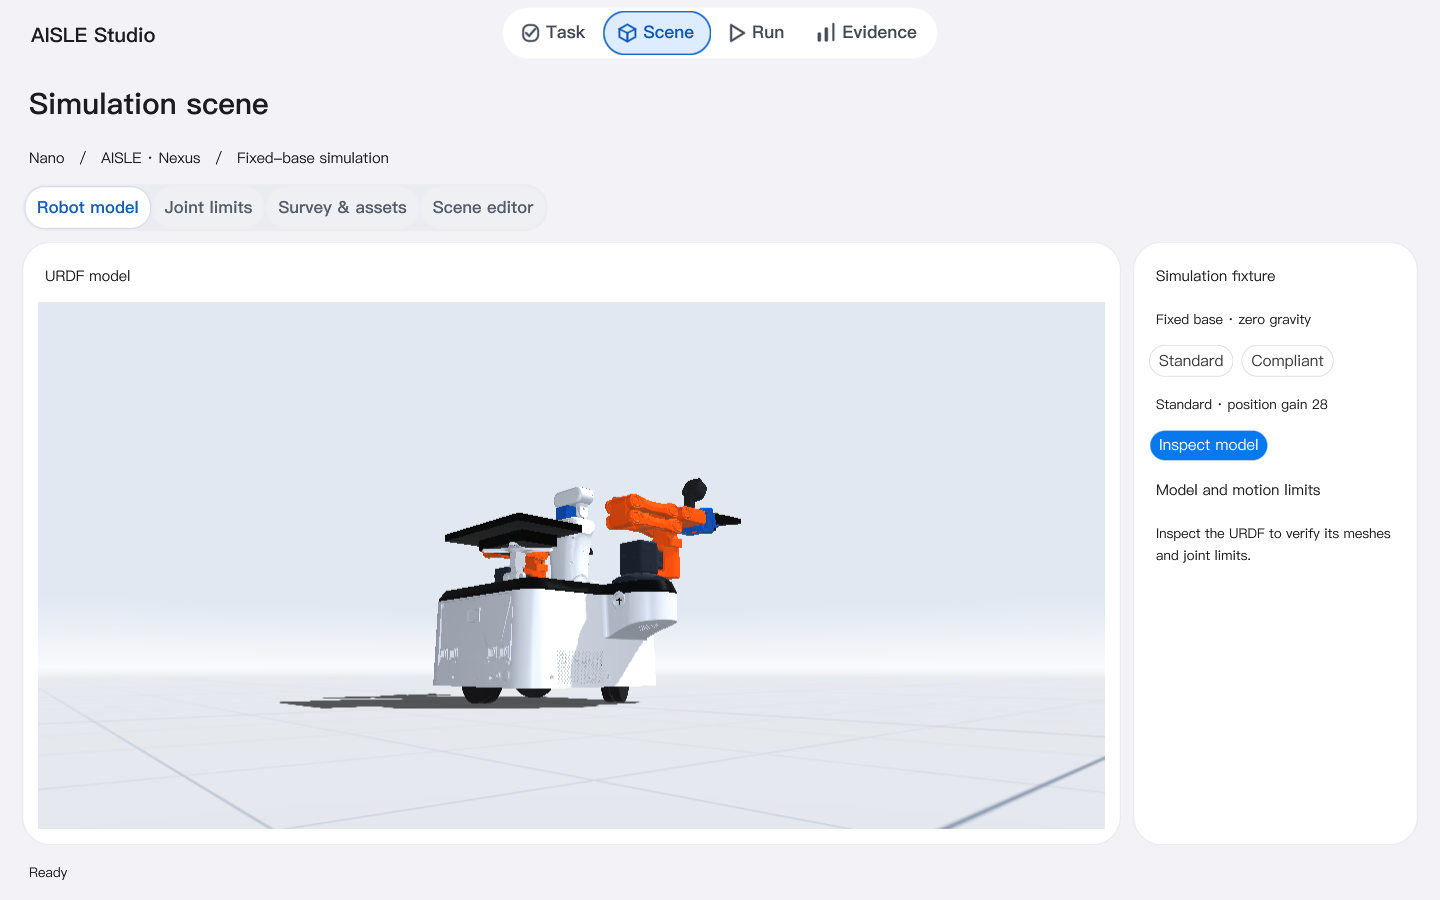 AISLE Studio
Task
Scene
Run
Evidence
Simulation scene
Nano / AISLE · Nexus / Fixed-base simulation
Robot model
Joint limits
Survey & assets
Scene editor
URDF model
Simulation fixture
Fixed base · zero gravity
Standard
Compliant
Standard · position gain 28
Inspect model
Model and motion limits
Inspect the URDF to verify its meshes
and joint limits.
Ready